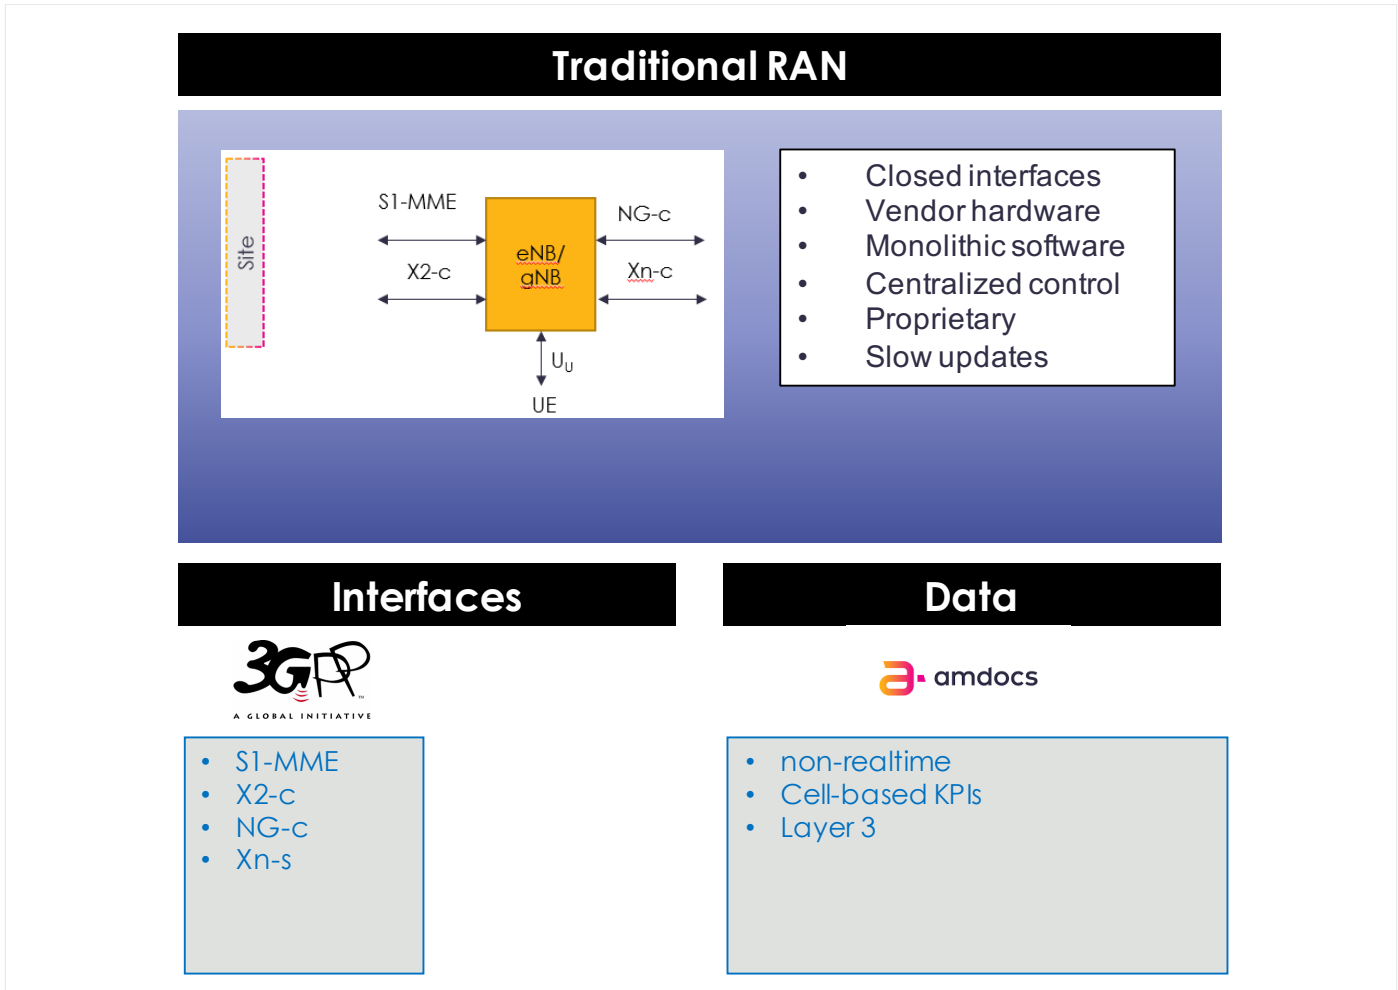 Traditional RAN
Site
S1-MME
X2-c
eNB/
gNB
NG-c
Xn-c
UU
UE
• Closed interfaces
• Vendor hardware
• Monolithic software
• Centralized control
• Proprietary
• Slow updates
Interfaces
3GPP™
A GLOBAL INITIATIVE
• S1-MME
• X2-c
• NG-c
• Xn-s
Data
a. amdocs
• non-realtime
• Cell-based KPIs
• Layer 3